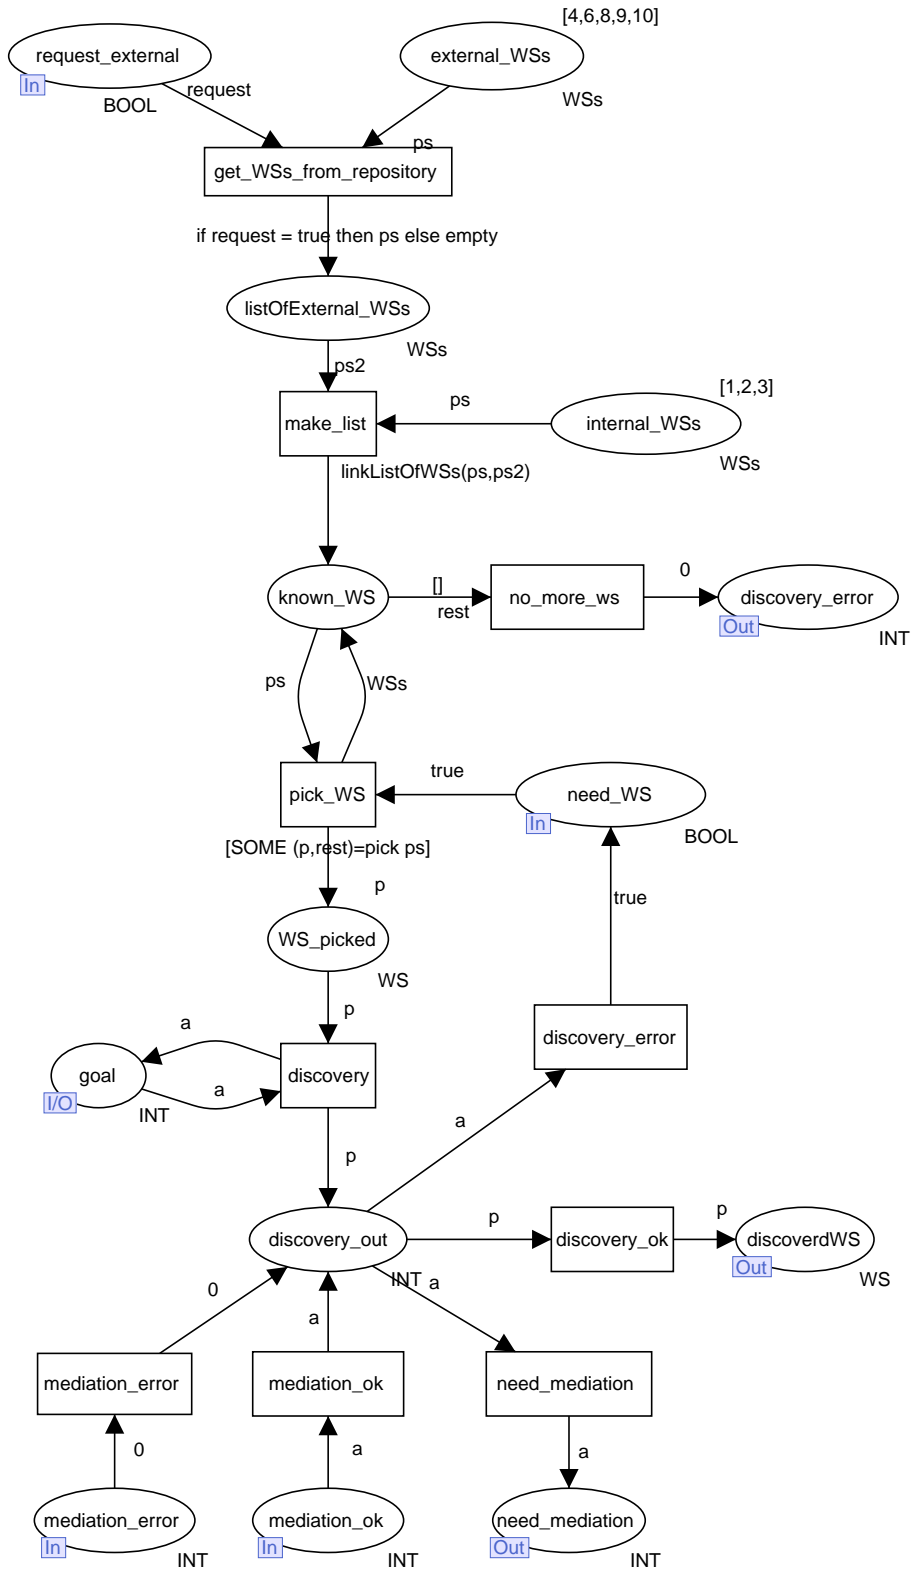 [4,6,8,9,10]
request_external
external_WSs
In
BOOL
request
WSs
ps
get_WSs_from_repository
if request = true then ps else empty
listOfExternal_WSs
WSs
ps2
[1,2,3]
make_list
ps
internal_WSs
WSs
linkListOfWSs(ps,ps2)
known_WS
[]
rest
no_more_ws
0
discovery_error
Out
INT
ps
WSs
pick_WS
true
need_WS
In
BOOL
[SOME (p,rest)=pick ps]
p
true
WS_picked
WS
p
a
discovery_error
goal
I/O
INT
a
discovery
a
p
discovery_out
INT
p
discovery_ok
p
discoverdWS
Out
WS
0
a
a
mediation_error
mediation_ok
need_mediation
0
a
a
mediation_error
In
INT
mediation_ok
In
INT
need_mediation
Out
INT